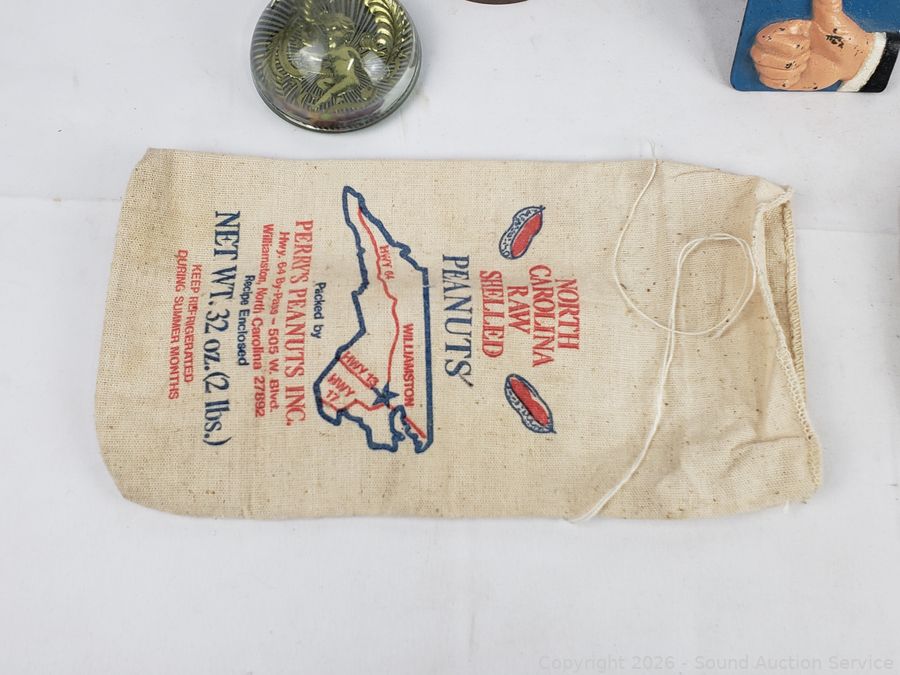 NORTH
CAROLINA
RAW
SHELLED
PEANUTS
WILLIAMSTON
HWY 64
HWY 13
HWY
17
Packed by
PERRY'S PEANUTS INC.
Hwy. 64 By-Pass - 505 W. Blvd.
Williamston, North Carolina 27892
Recipe Enclosed
NET WT. 32 oz. (2 lbs.)
KEEP REFRIGERATED
DURING SUMMER MONTHS
Copyright 2026 - Sound Auction Service